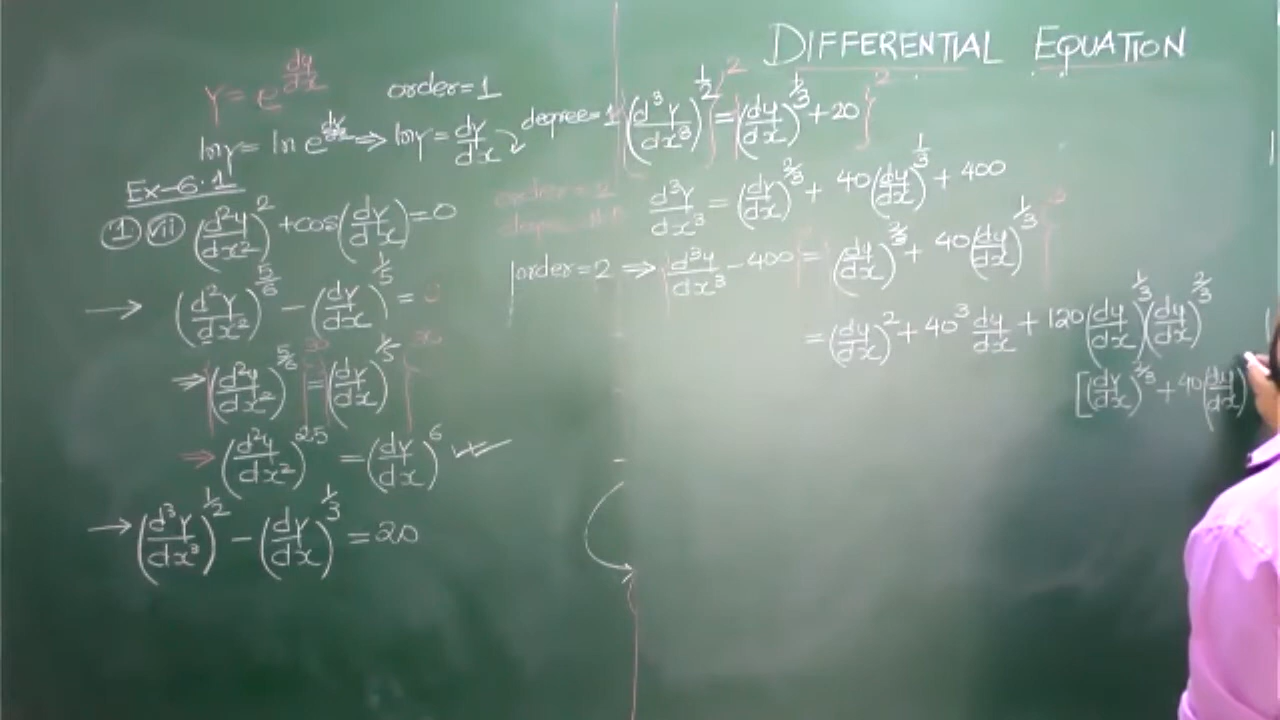 DIFFERENTIAL EQUATION
Y = e^(dy/dx) order=1
lny = ln e^(dy/dx) ⇒ lnY = dY/dx degree=1
Ex-6.1
① (vii) (d²y/dx²)² + cos(dY/dx) = 0
→ (d²Y/dx²)^(5/6) − (dY/dx)^(1/5) = 0
⇒ (d²y/dx²)^(5/6) = (dY/dx)^(1/5)
⇒ (d²y/dx²)^25 = (dy/dx)^6
→ (d³Y/dx³)^(1/2) − (dY/dx)^(1/3) = 20
(d³Y/dx³)^(1/2) |² = (dy/dx)^(1/3) + 20 |²
d³Y/dx³ = (dy/dx)^(2/3) + 40(dy/dx)^(1/3) + 400
order=2 ⇒ d³y/dx³ − 400 = (dy/dx)^(2/3) + 40(dy/dx)^(1/3) |³
= (dy/dx)² + 40³ dy/dx + 120(dy/dx)^(1/3) (dy/dx)^(2/3)
[(dy/dx)^(2/3) + 40(dy/dx)